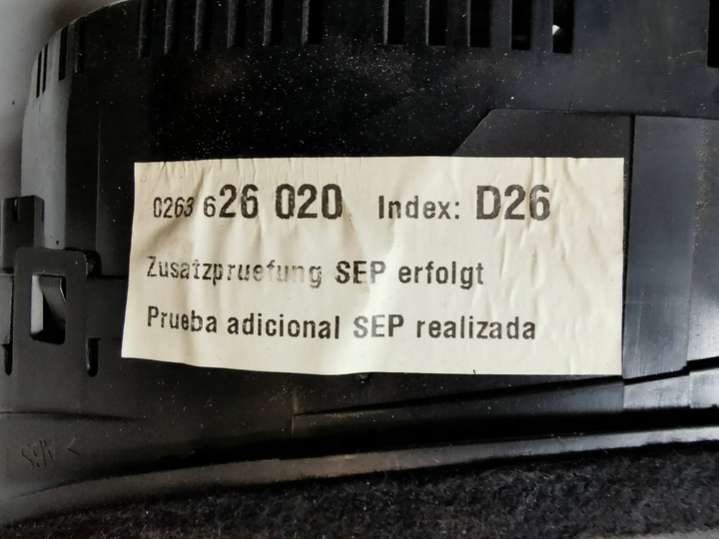 0263 626 020 Index: D26
Zusatzpruefung SEP erfolgt
Prueba adicional SEP realizada